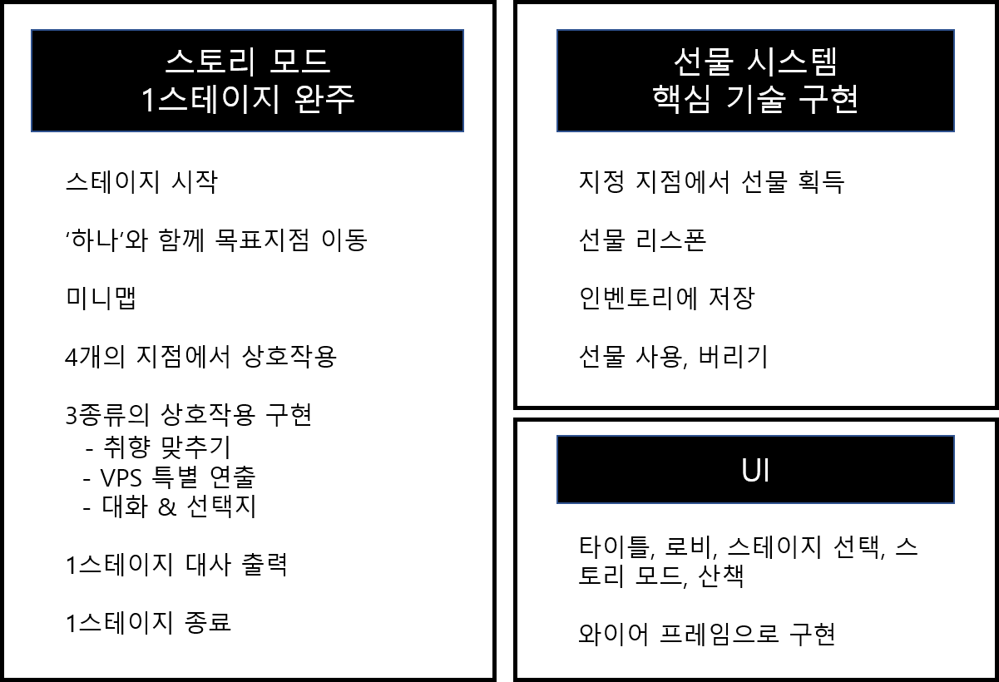 스토리 모드
1스테이지 완주
스테이지 시작
‘하나’와 함께 목표지점 이동
미니맵
4개의 지점에서 상호작용
3종류의 상호작용 구현
- 취향 맞추기
- VPS 특별 연출
- 대화 & 선택지
1스테이지 대사 출력
1스테이지 종료
선물 시스템
핵심 기술 구현
지정 지점에서 선물 획득
선물 리스폰
인벤토리에 저장
선물 사용, 버리기
UI
타이틀, 로비, 스테이지 선택, 스
토리 모드, 산책
와이어 프레임으로 구현